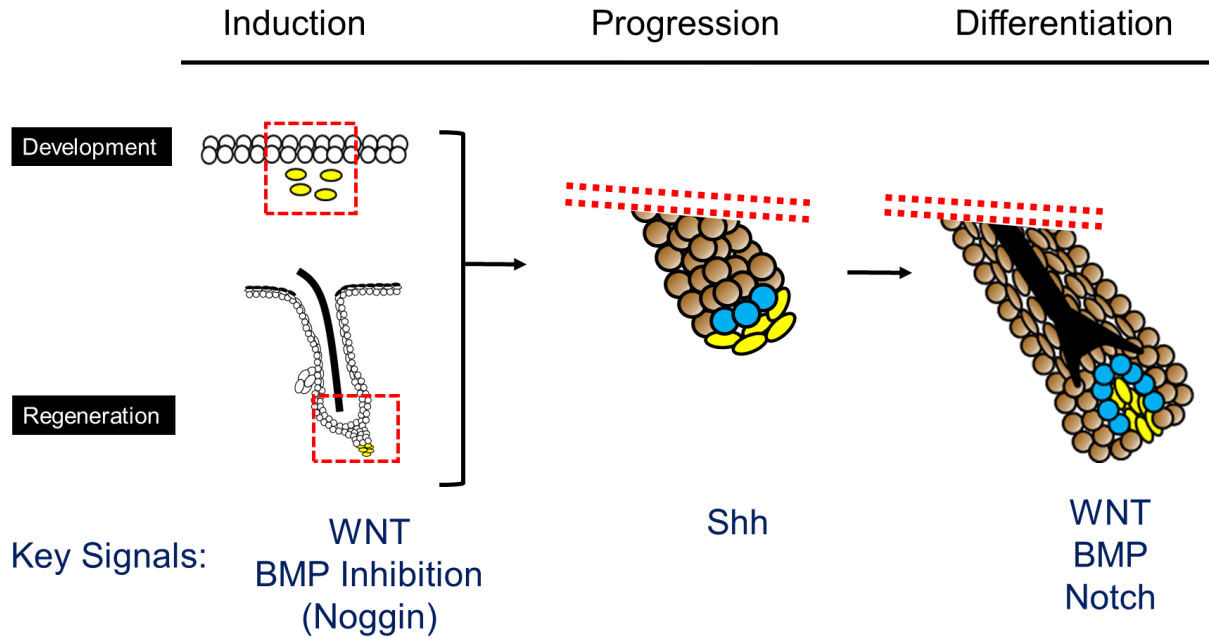 Induction
Progression
Differentiation
Development
Regeneration
Key Signals:
WNT
BMP Inhibition
(Noggin)
Shh
WNT
BMP
Notch